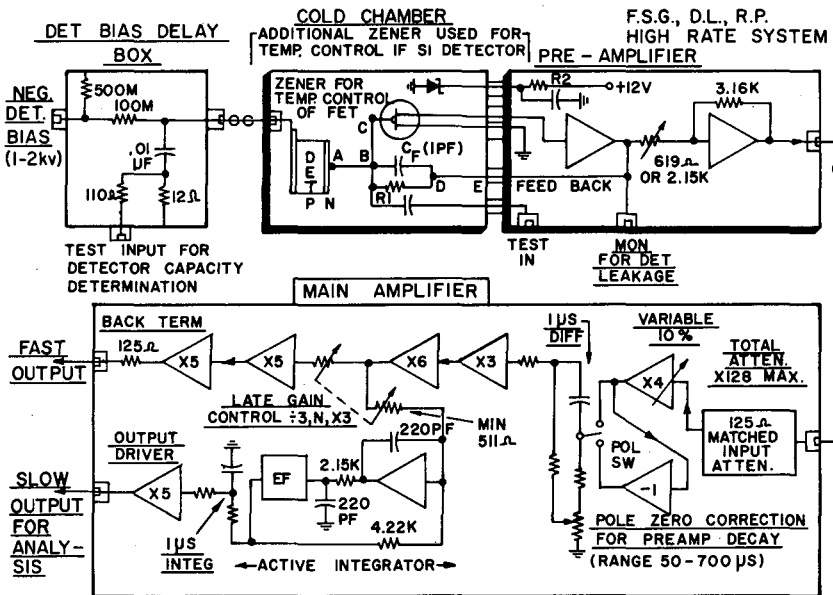 DET BIAS DELAY
BOX
COLD CHAMBER
ADDITIONAL ZENER USED FOR
TEMP, CONTROL IF SI DETECTOR
F.S.G., D.L., R.P.
HIGH RATE SYSTEM
PRE-AMPLIFIER
NEG.
DET.
BIAS
(1-2kv)
500M
100M
.01
μF
110Ω
12Ω
TEST INPUT FOR
DETECTOR CAPACITY
DETERMINATION
ZENER FOR
TEMP CONTROL
OF FET
C
DET
A
B
P N
CF (1PF)
R1
D
E
R2
+12V
3.16K
619Ω
OR 2.15K
FEED BACK
TEST
IN
MON
FOR DET
LEAKAGE
MAIN AMPLIFIER
BACK TERM
125Ω
FAST
OUTPUT
X5
X5
X6
X3
1μS
DIFF
VARIABLE
10%
TOTAL
ATTEN.
X128 MAX.
X4
LATE GAIN
CONTROL ÷3,N,X3
MIN
511Ω
POL
SW
-1
125Ω
MATCHED
INPUT
ATTEN.
OUTPUT
DRIVER
SLOW
OUTPUT
FOR
ANALY-
SIS
X5
1μS
INTEG
EF
2.15K
220PF
220
PF
4.22K
ACTIVE INTEGRATOR
POLE ZERO CORRECTION
FOR PREAMP DECAY
(RANGE 50-700μS)